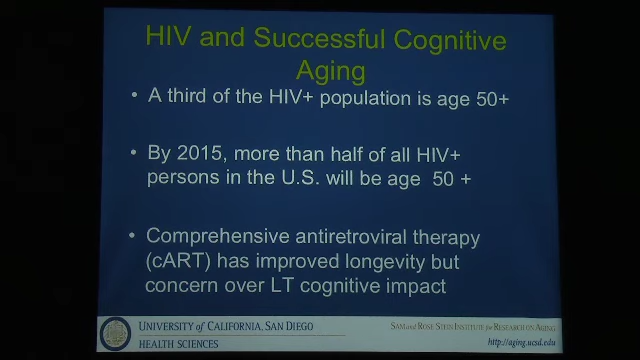 HIV and Successful Cognitive
Aging
• A third of the HIV+ population is age 50+
• By 2015, more than half of all HIV+
persons in the U.S. will be age 50 +
• Comprehensive antiretroviral therapy
(cART) has improved longevity but
concern over LT cognitive impact
UNIVERSITY OF CALIFORNIA, SAN DIEGO
HEALTH SCIENCES
SAM AND ROSE STEIN INSTITUTE FOR RESEARCH ON AGING
http://aging.ucsd.edu